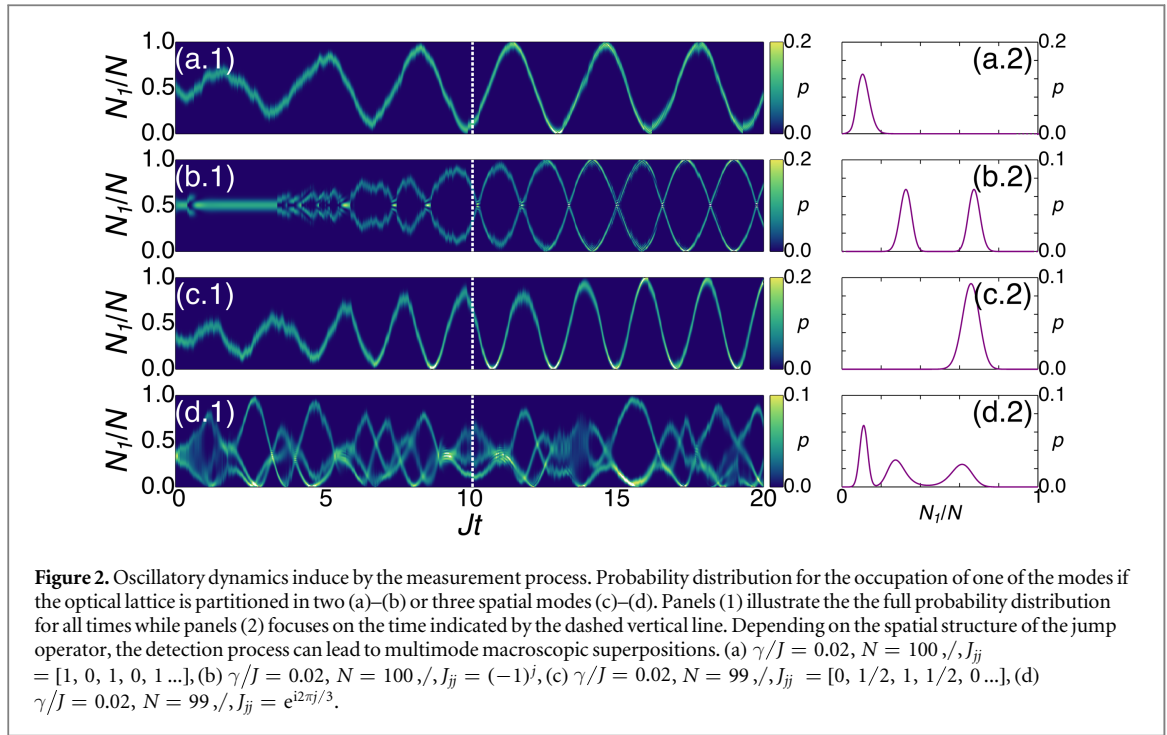 1.0 (a.1) 0.2 (a.2) 0.2
N₁/N 0.5 p p
0.0 0.0 0.0
1.0 (b.1) 0.2 (b.2) 0.1
N₁/N 0.5 p p
0.0 0.0 0.0
1.0 (c.1) 0.2 (c.2) 0.1
N₁/N 0.5 p p
0.0 0.0 0.0
1.0 (d.1) 0.1 (d.2) 0.1
N₁/N 0.5 p p
0.0 0.0 0.0
0 5 10 15 20 0 1
Jt N₁/N
Figure 2. Oscillatory dynamics induce by the measurement process. Probability distribution for the occupation of one of the modes if
the optical lattice is partitioned in two (a)–(b) or three spatial modes (c)–(d). Panels (1) illustrate the the full probability distribution
for all times while panels (2) focuses on the time indicated by the dashed vertical line. Depending on the spatial structure of the jump
operator, the detection process can lead to multimode macroscopic superpositions. (a) γ/J = 0.02, N = 100 ,/, J_jj
= [1, 0, 1, 0, 1 ...], (b) γ/J = 0.02, N = 100 ,/, J_jj = (−1)^j, (c) γ/J = 0.02, N = 99 ,/, J_jj = [0, 1/2, 1, 1/2, 0 ...], (d)
γ/J = 0.02, N = 99 ,/, J_jj = e^{i2πj/3}.